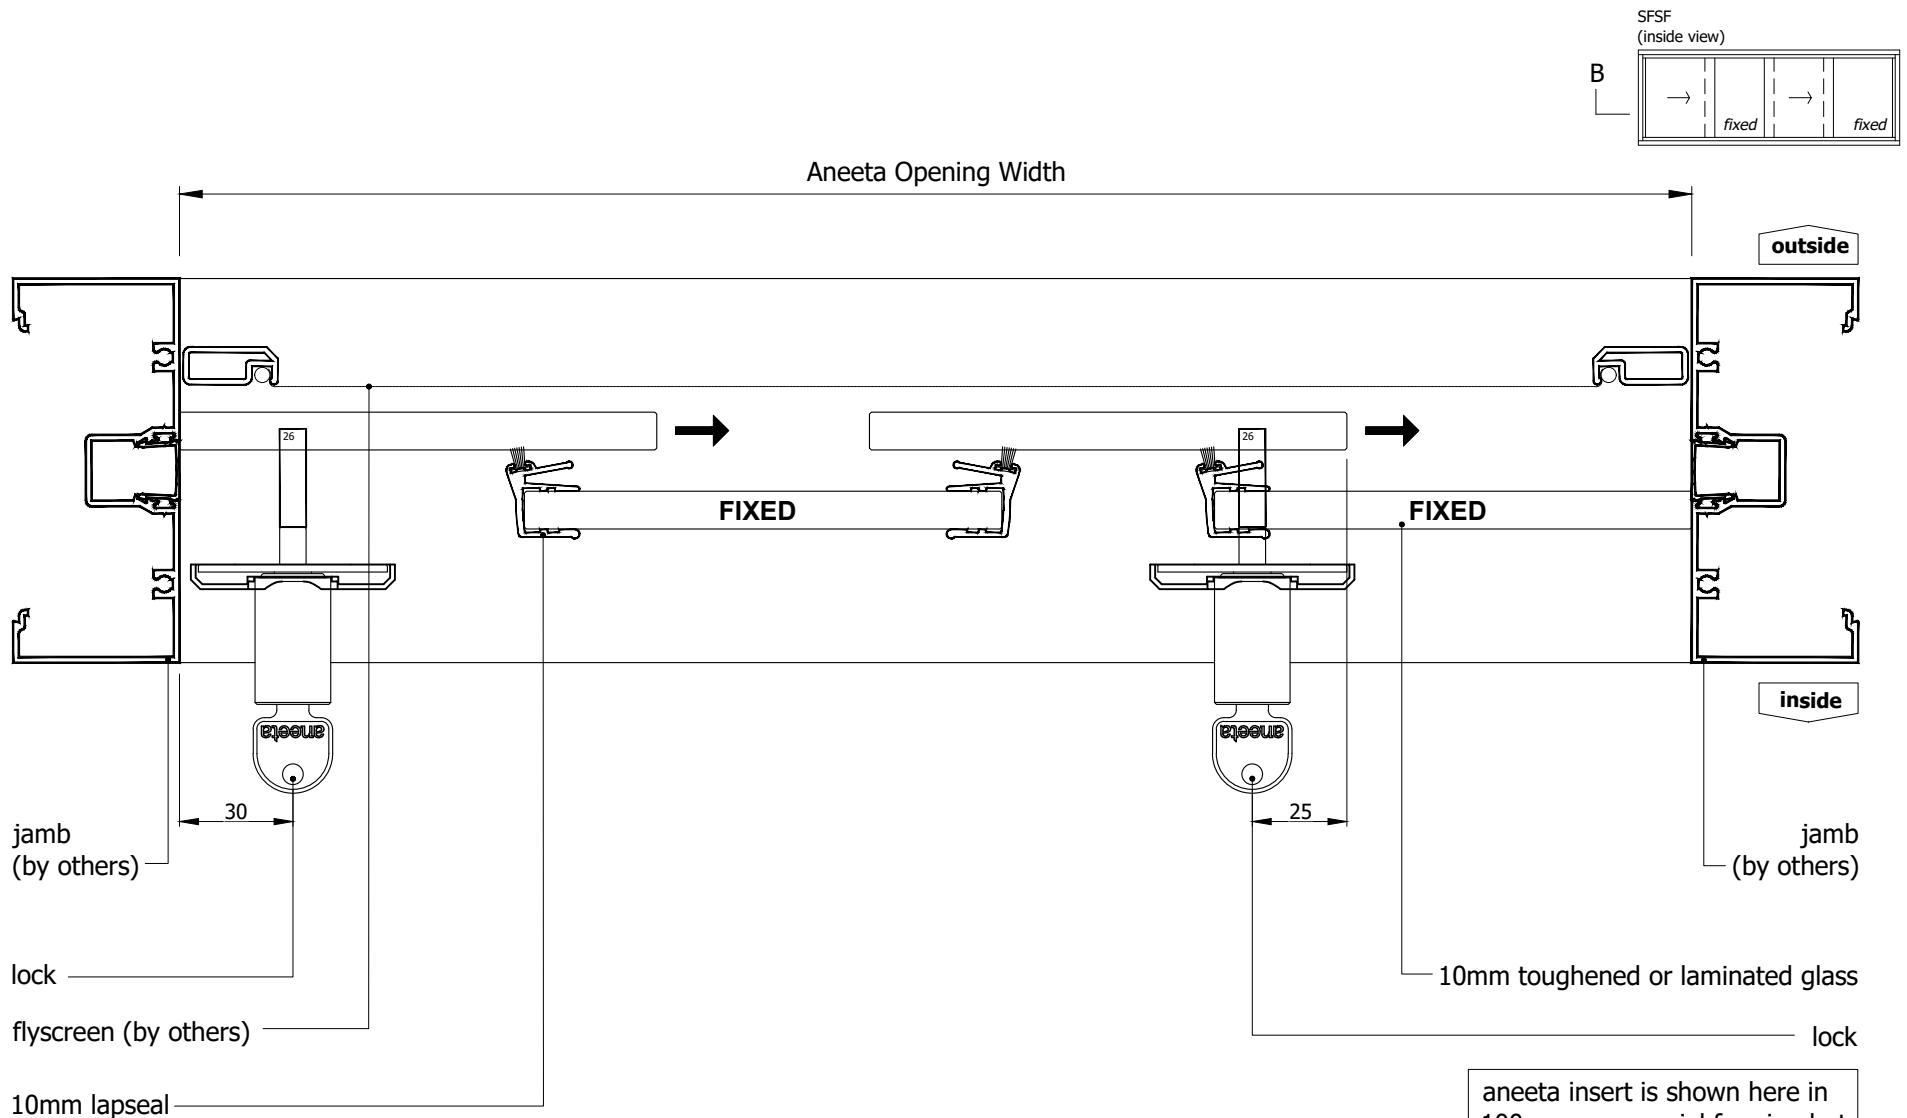 SFSF
(inside view)
B
fixed
fixed
Aneeta Opening Width
outside
26
26
FIXED
FIXED
inside
aneeta
aneeta
30
25
jamb
(by others)
jamb
(by others)
lock
10mm toughened or laminated glass
flyscreen (by others)
lock
10mm lapseal
aneeta insert is shown here in